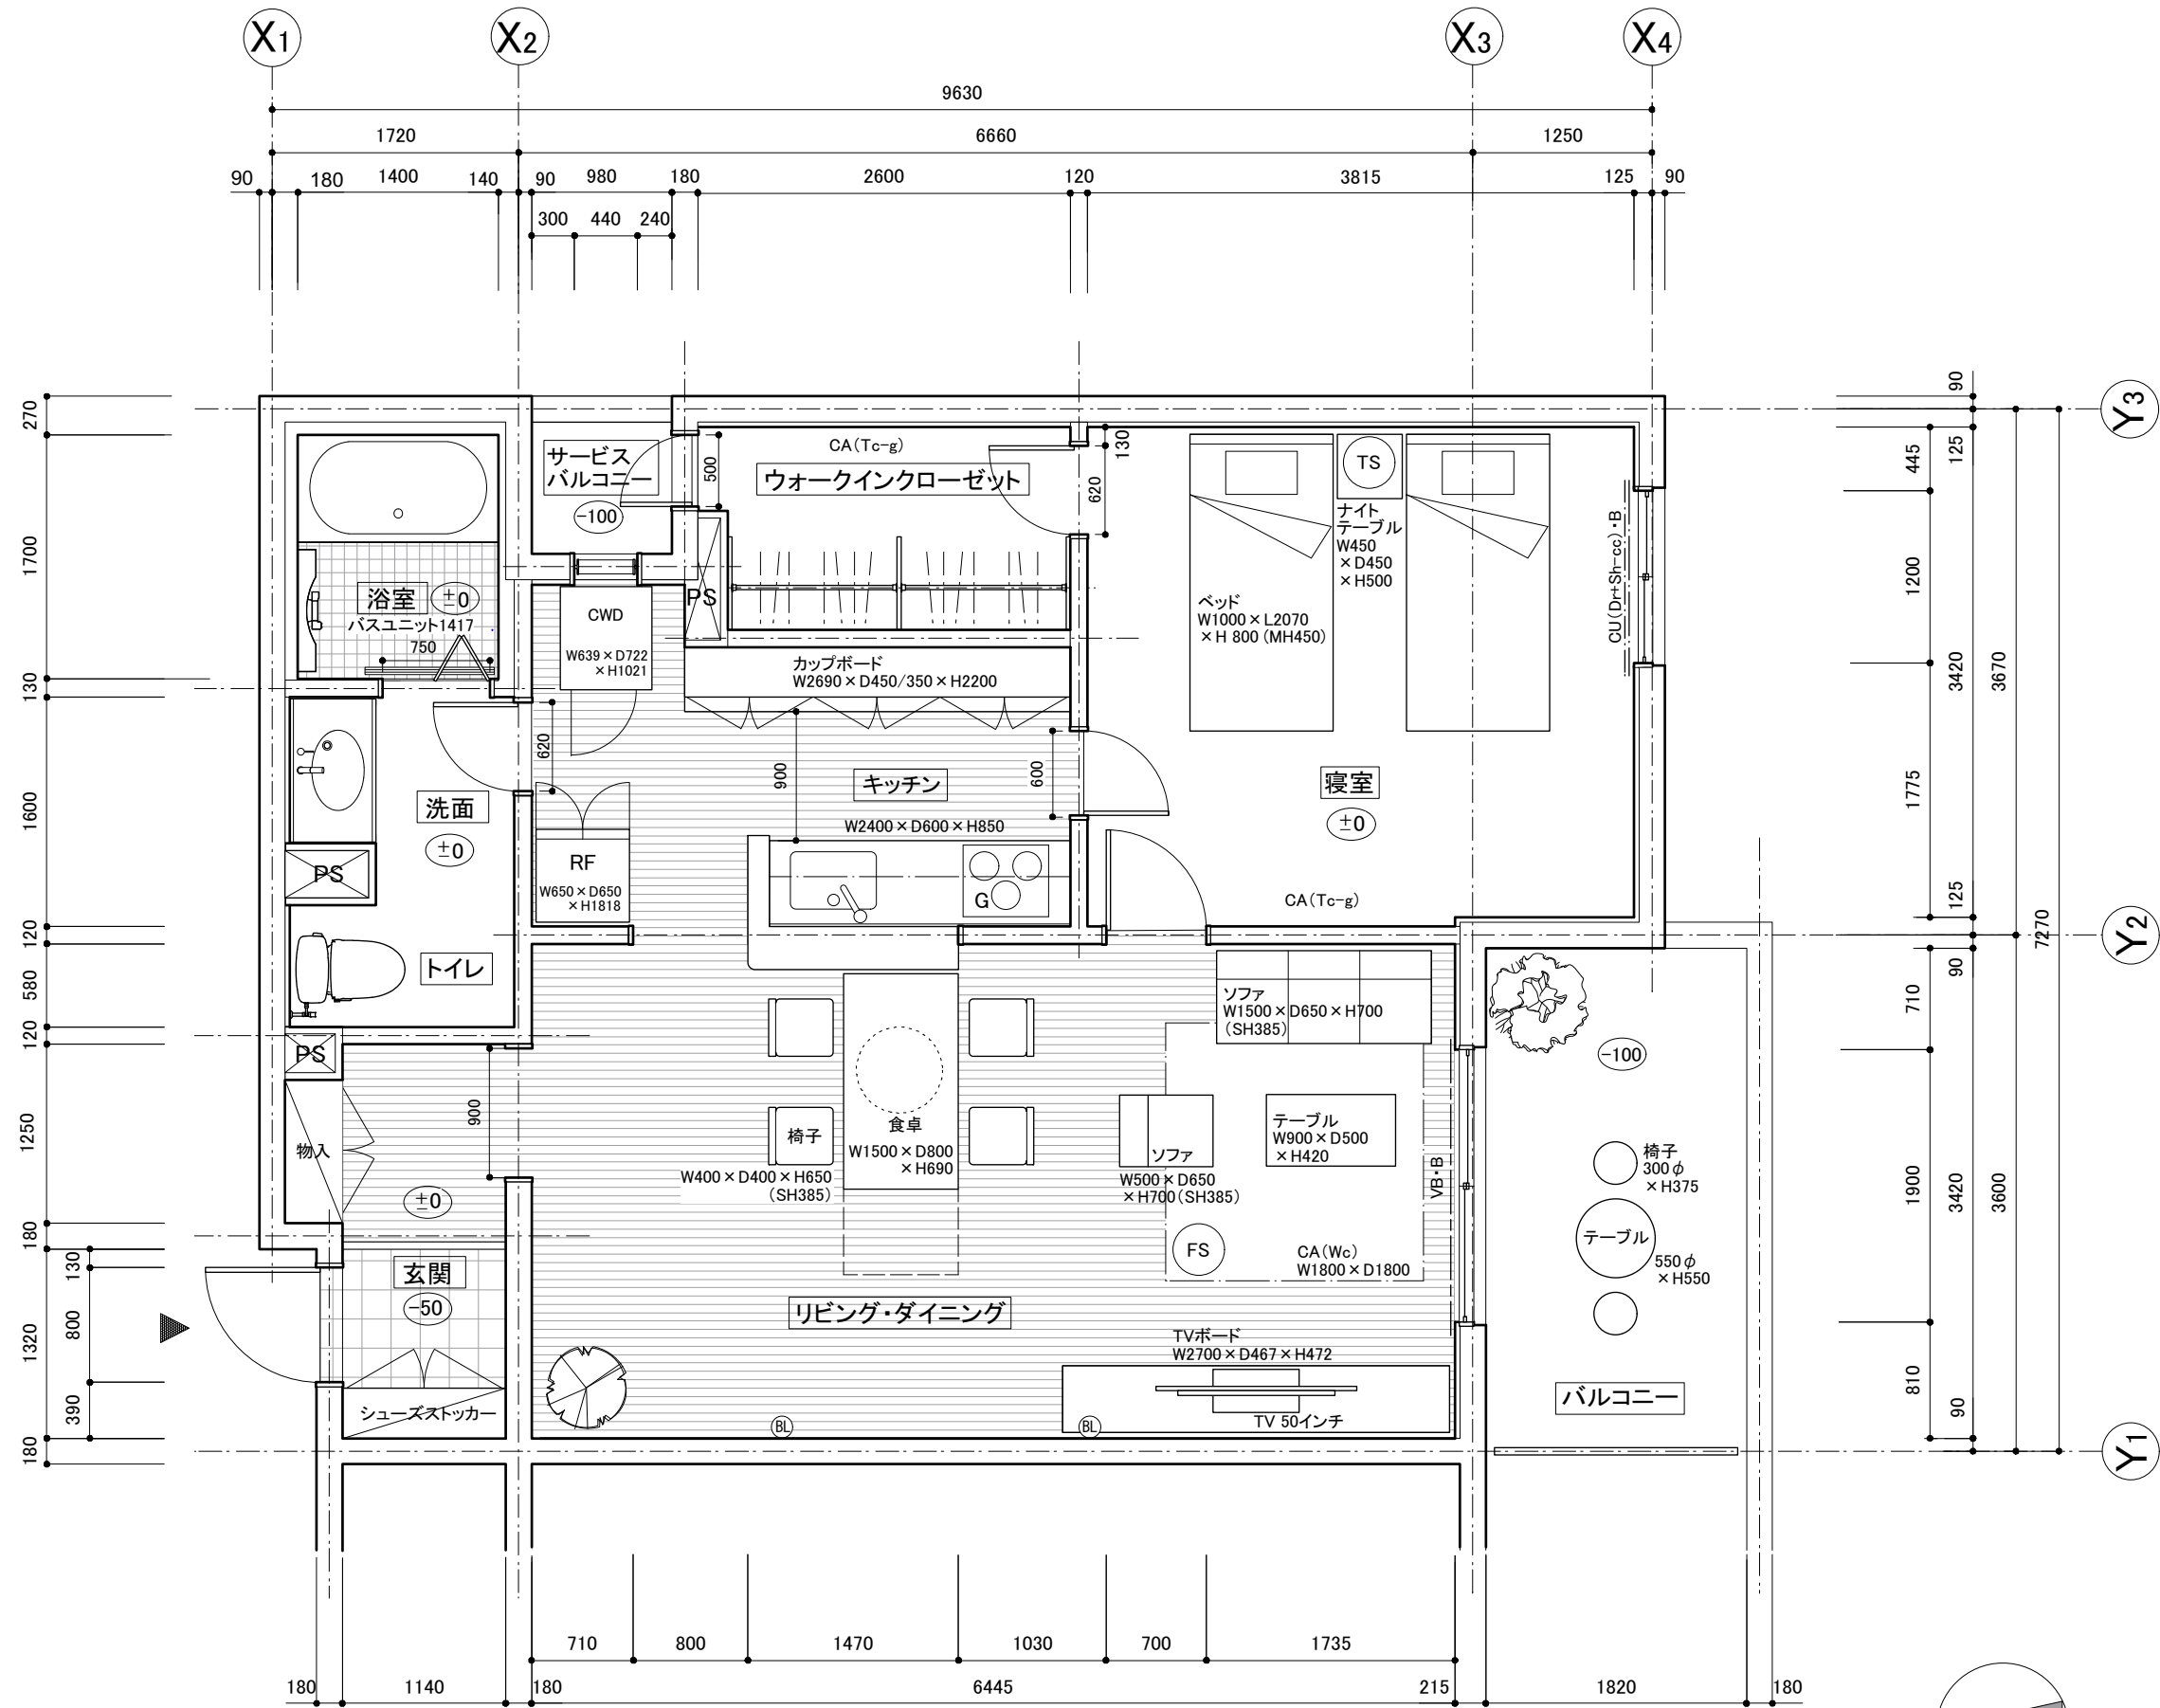 X1
X2
X3
X4
9630
1720
6660
1250
90
180
1400
140
90
980
180
2600
120
3815
125
90
300
440
240
270
1700
130
1600
120
580
120
1250
180
130
800
1320
390
180
サービス
バルコニー
-100
500
CA(Tc-g)
ウォークインクローゼット
130
620
TS
ナイト
テーブル
W450
×D450
×H500
ベッド
W1000×L2070
×H 800 (MH450)
CU(Dr+Sh-cc)・B
浴室
±0
バスユニット1417
750
PS
CWD
W639×D722
×H1021
カップボード
W2690×D450/350×H2200
620
900
キッチン
600
W2400×D600×H850
G
寝室
±0
CA(Tc-g)
洗面
±0
PS
RF
W650×D650
×H1818
トイレ
PS
物入
900
±0
玄関
-50
シューズストッカー
ソファ
W1500×D650×H700
(SH385)
椅子
W400×D400×H650
(SH385)
食卓
W1500×D800
×H690
ソファ
W500×D650
×H700(SH385)
テーブル
W900×D500
×H420
VB・B
FS
CA(Wc)
W1800×D1800
リビング・ダイニング
TVボード
W2700×D467×H472
TV 50インチ
BL
BL
-100
椅子
300φ
×H375
テーブル
550φ
×H550
バルコニー
90
445
125
1200
3420
3670
1775
125
7270
90
710
1900
3420
3600
810
90
Y3
Y2
Y1
710
800
1470
1030
700
1735
180
1140
180
6445
215
1820
180